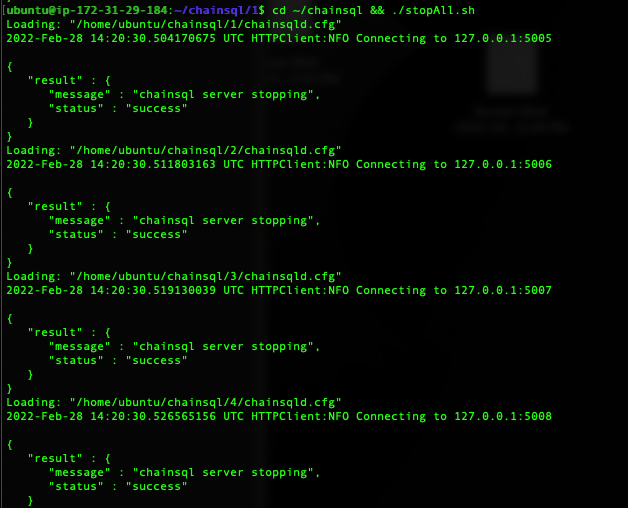 [ubuntu@ip-172-31-29-184:~/chainsql/1$ cd ~/chainsql && ./stopAll.sh
Loading: "/home/ubuntu/chainsql/1/chainsqld.cfg"
2022-Feb-28 14:20:30.504170675 UTC HTTPClient:NFO Connecting to 127.0.0.1:5005
{
"result" : {
"message" : "chainsql server stopping",
"status" : "success"
}
}
Loading: "/home/ubuntu/chainsql/2/chainsqld.cfg"
2022-Feb-28 14:20:30.511803163 UTC HTTPClient:NFO Connecting to 127.0.0.1:5006
{
"result" : {
"message" : "chainsql server stopping",
"status" : "success"
}
}
Loading: "/home/ubuntu/chainsql/3/chainsqld.cfg"
2022-Feb-28 14:20:30.519130039 UTC HTTPClient:NFO Connecting to 127.0.0.1:5007
{
"result" : {
"message" : "chainsql server stopping",
"status" : "success"
}
}
Loading: "/home/ubuntu/chainsql/4/chainsqld.cfg"
2022-Feb-28 14:20:30.526565156 UTC HTTPClient:NFO Connecting to 127.0.0.1:5008
{
"result" : {
"message" : "chainsql server stopping",
"status" : "success"
}